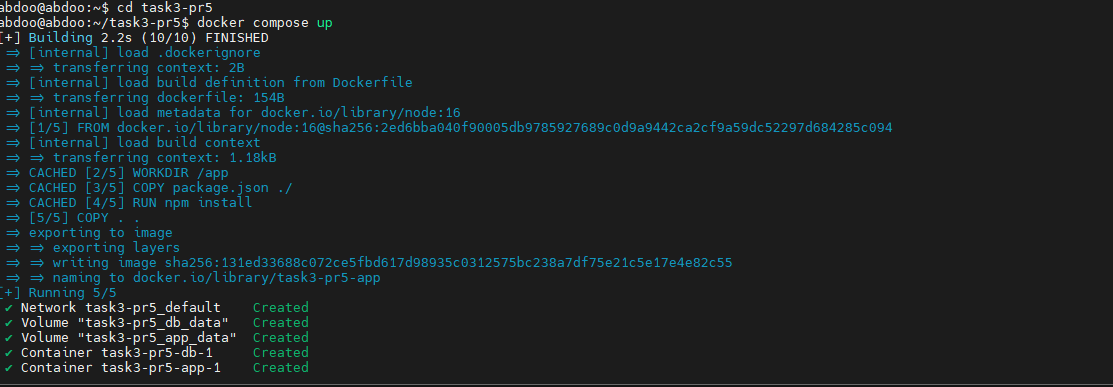 abdoo@abdoo:~$ cd task3-pr5
abdoo@abdoo:~/task3-pr5$ docker compose up
[+] Building 2.2s (10/10) FINISHED
⇒ [internal] load .dockerignore
⇒ ⇒ transferring context: 2B
⇒ [internal] load build definition from Dockerfile
⇒ ⇒ transferring dockerfile: 154B
⇒ [internal] load metadata for docker.io/library/node:16
⇒ [1/5] FROM docker.io/library/node:16@sha256:2ed6bba040f90005db9785927689c0d9a9442ca2cf9a59dc52297d684285c094
⇒ [internal] load build context
⇒ ⇒ transferring context: 1.18kB
⇒ CACHED [2/5] WORKDIR /app
⇒ CACHED [3/5] COPY package.json ./
⇒ CACHED [4/5] RUN npm install
⇒ [5/5] COPY . .
⇒ exporting to image
⇒ ⇒ exporting layers
⇒ ⇒ writing image sha256:131ed33688c072ce5fbd617d98935c0312575bc238a7df75e21c5e17e4e82c55
⇒ ⇒ naming to docker.io/library/task3-pr5-app
[+] Running 5/5
✔ Network task3-pr5_default Created
✔ Volume "task3-pr5_db_data" Created
✔ Volume "task3-pr5_app_data" Created
✔ Container task3-pr5-db-1 Created
✔ Container task3-pr5-app-1 Created